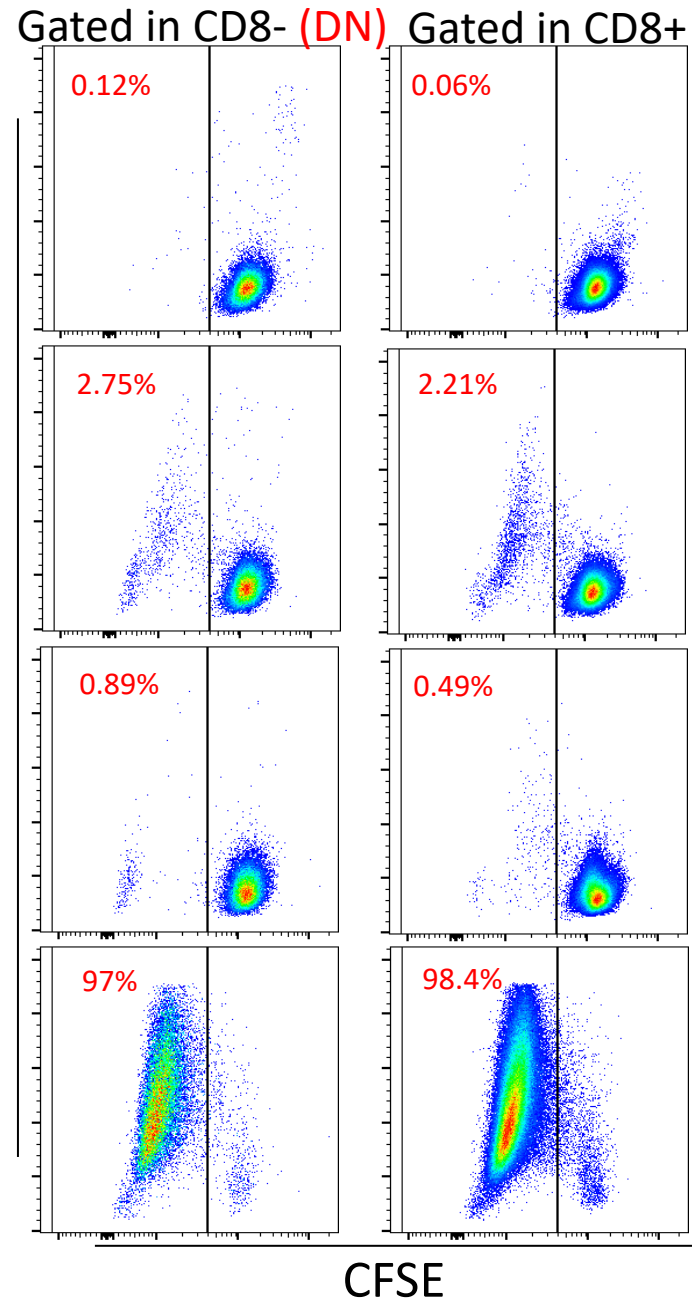 Gated in CD8- (DN) Gated in CD8+
0.12% 0.06%
2.75% 2.21%
0.89% 0.49%
97% 98.4%
CFSE